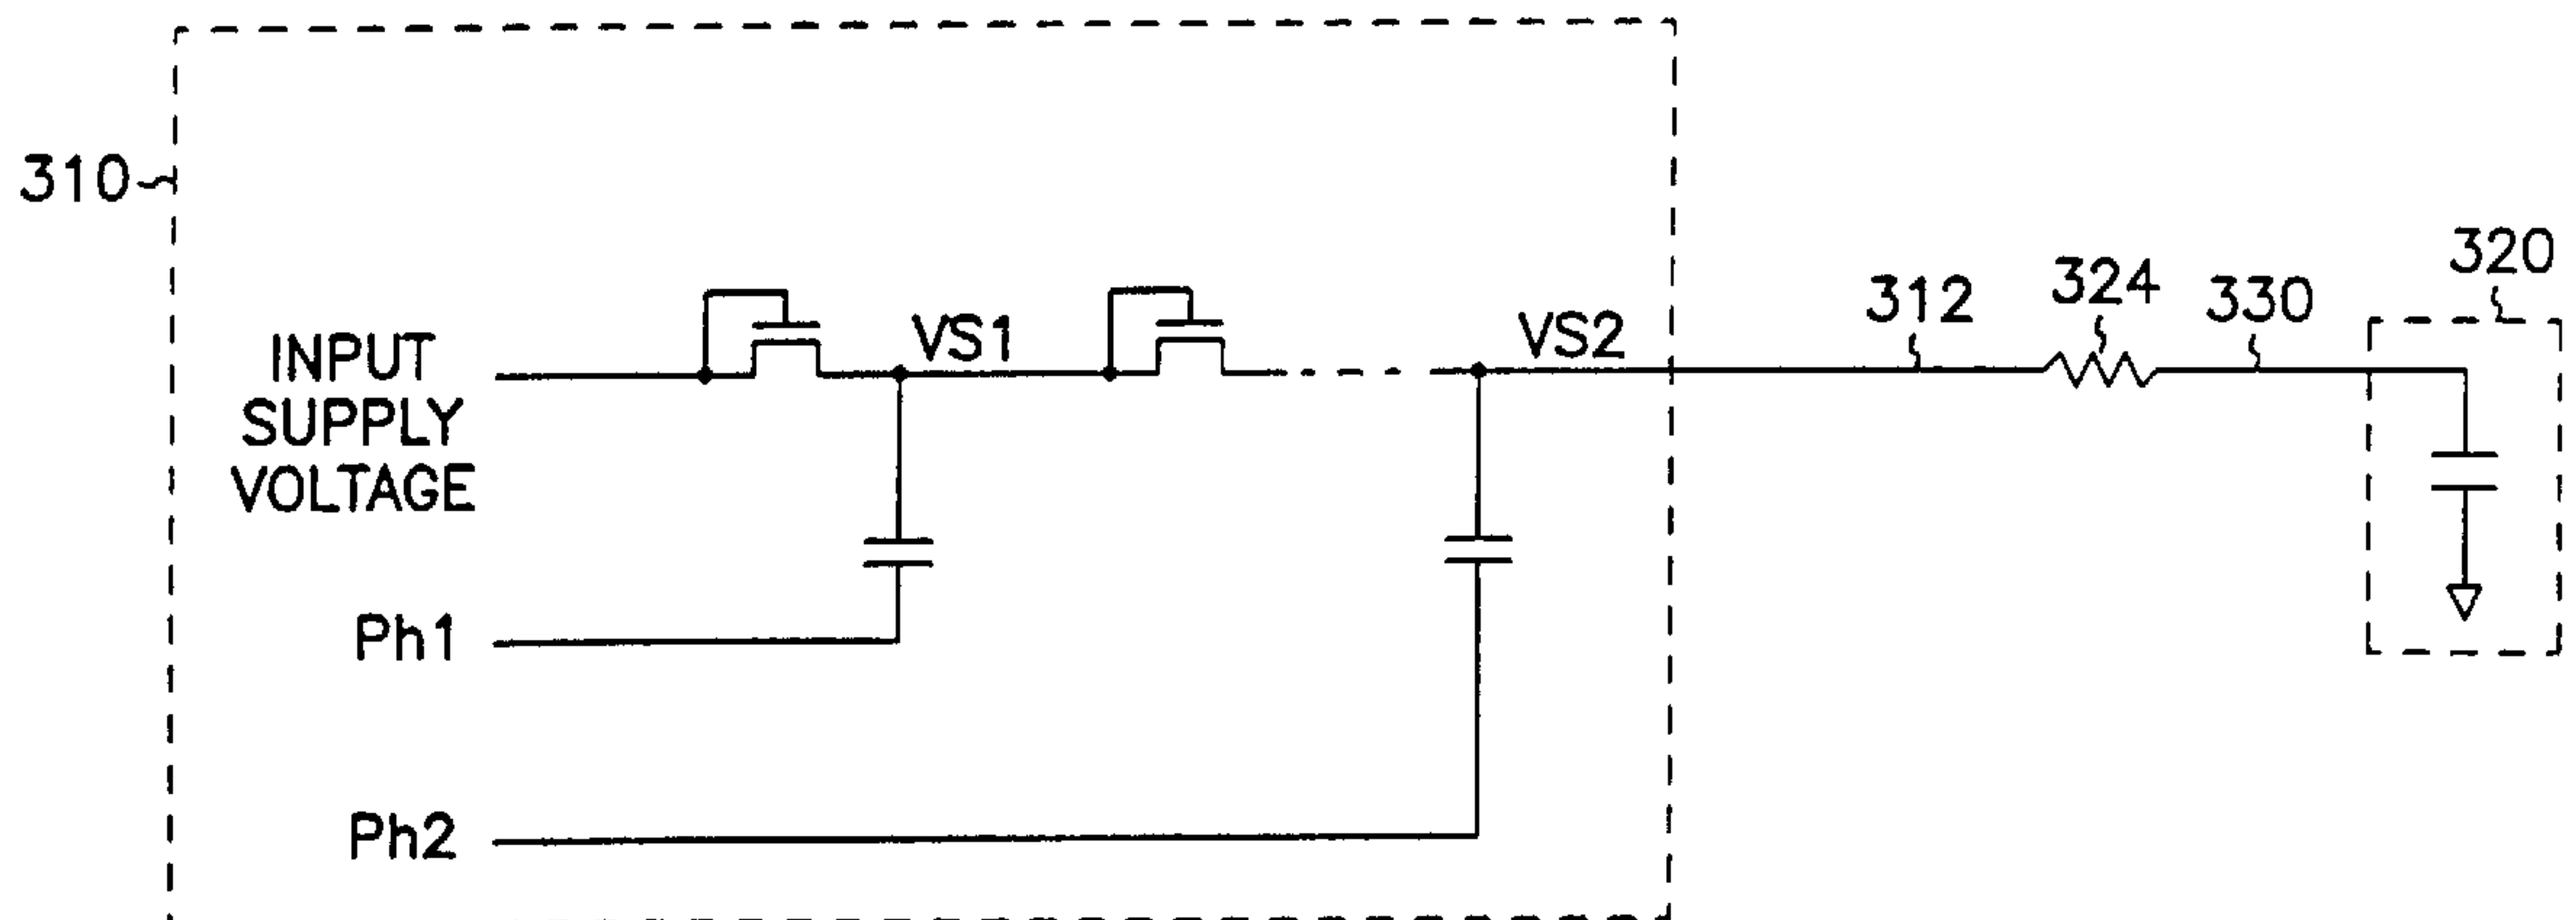 310
INPUT
SUPPLY
VOLTAGE
VS1
VS2
312
324
330
320
Ph1
Ph2